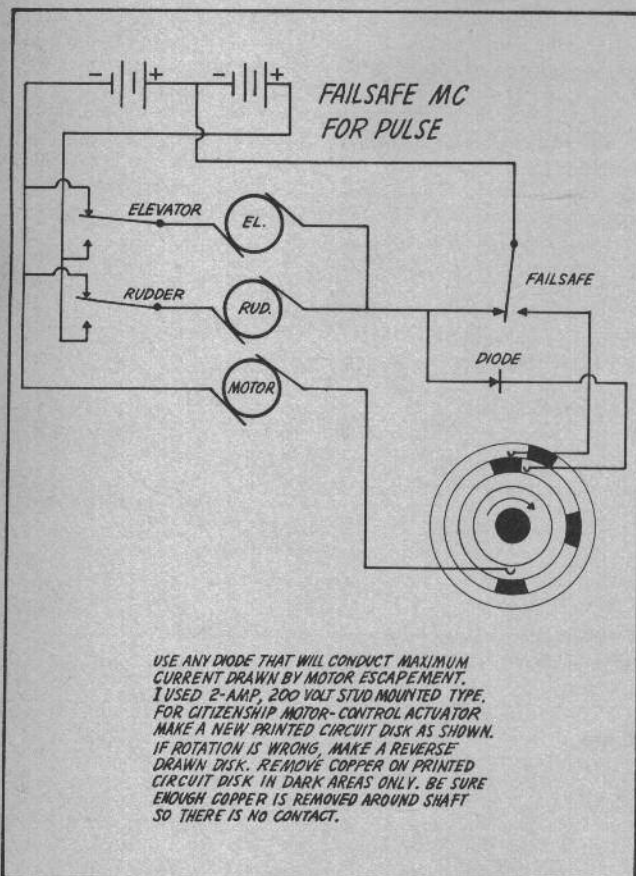 - + - +
FAILSAFE MC
FOR PULSE
ELEVATOR
EL.
RUDDER
RUD.
FAILSAFE
MOTOR
DIODE
USE ANY DIODE THAT WILL CONDUCT MAXIMUM
CURRENT DRAWN BY MOTOR ESCAPEMENT.
I USED 2-AMP, 200 VOLT STUD MOUNTED TYPE.
FOR CITIZENSHIP MOTOR-CONTROL ACTUATOR
MAKE A NEW PRINTED CIRCUIT DISK AS SHOWN.
IF ROTATION IS WRONG, MAKE A REVERSE
DRAWN DISK. REMOVE COPPER ON PRINTED
CIRCUIT DISK IN DARK AREAS ONLY. BE SURE
ENOUGH COPPER IS REMOVED AROUND SHAFT
SO THERE IS NO CONTACT.